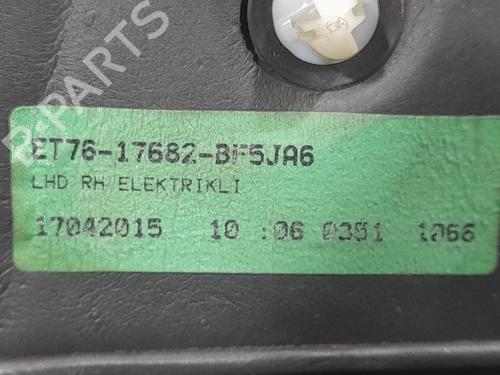 ET76-17682-BF5JA6
LHD RH ELEKTRIKLI
17042015 10 :06 0351 1066
B-PARTS